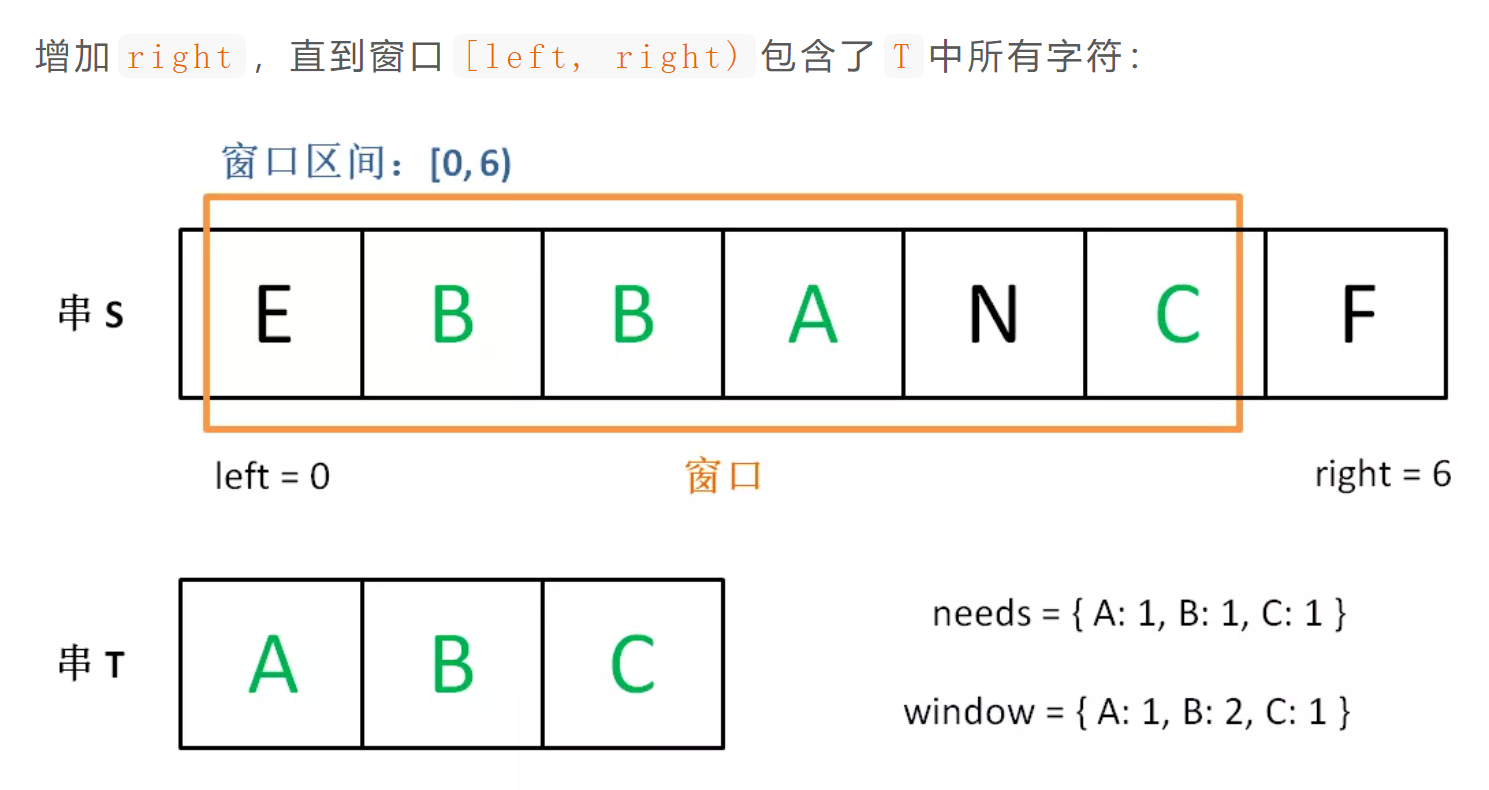 增加 right ，直到窗口 [left, right) 包含了 T 中所有字符：
窗口区间：[0, 6)
串 S E B B A N C F
left = 0 窗口 right = 6
串 T A B C
needs = { A: 1, B: 1, C: 1 }
window = { A: 1, B: 2, C: 1 }